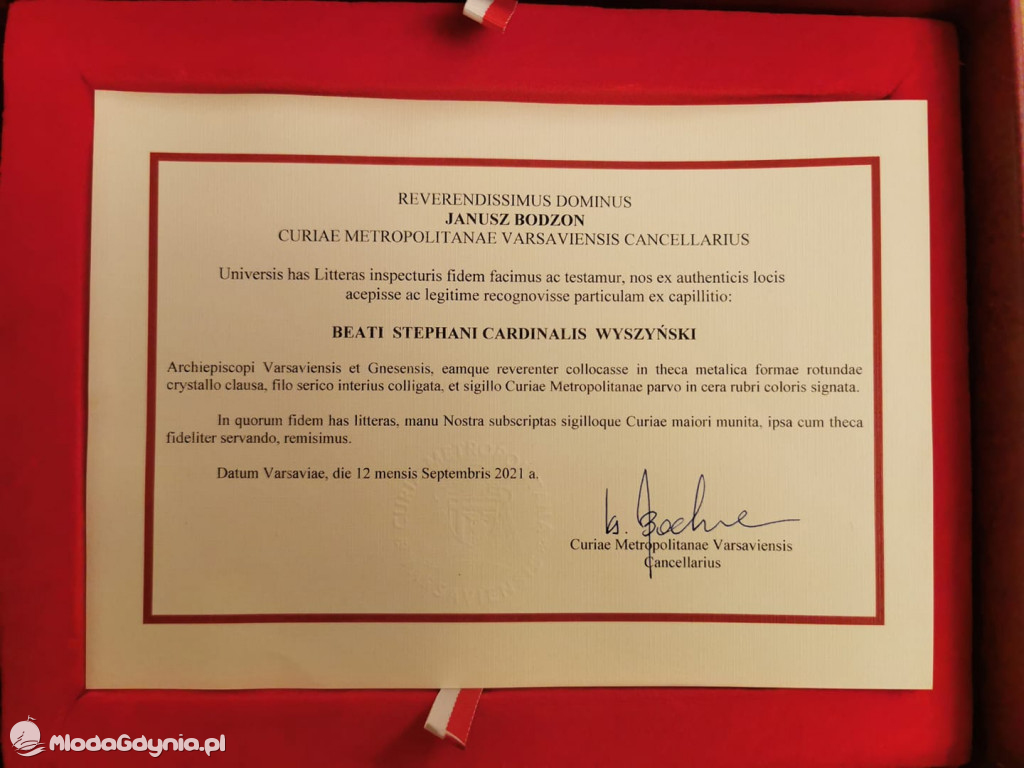 REVERENDISSIMUS DOMINUS
JANUSZ BODZON
CURIAE METROPOLITANAE VARSAVIENSIS CANCELLARIUS
Universis has Litteras inspecturis fidem facimus ac testamur, nos ex authenticis locis
acepisse ac legitime recognovisse particulam ex capillitio:
BEATI STEPHANI CARDINALIS WYSZYŃSKI
Archiepiscopi Varsaviensis et Gnesensis, eamque reverenter collocasse in theca metalica formae rotundae
crystallo clausa, filo serico interius colligata, et sigillo Curiae Metropolitanae parvo in cera rubri coloris signata.
In quorum fidem has litteras, manu Nostra subscriptas sigilloque Curiae maiori munita, ipsa cum theca
fideliter servando, remisimus.
Datum Varsaviae, die 12 mensis Septembris 2021 a.
Curiae Metropolitanae Varsaviensis
Cancellarius
MlodaGdynia.pl